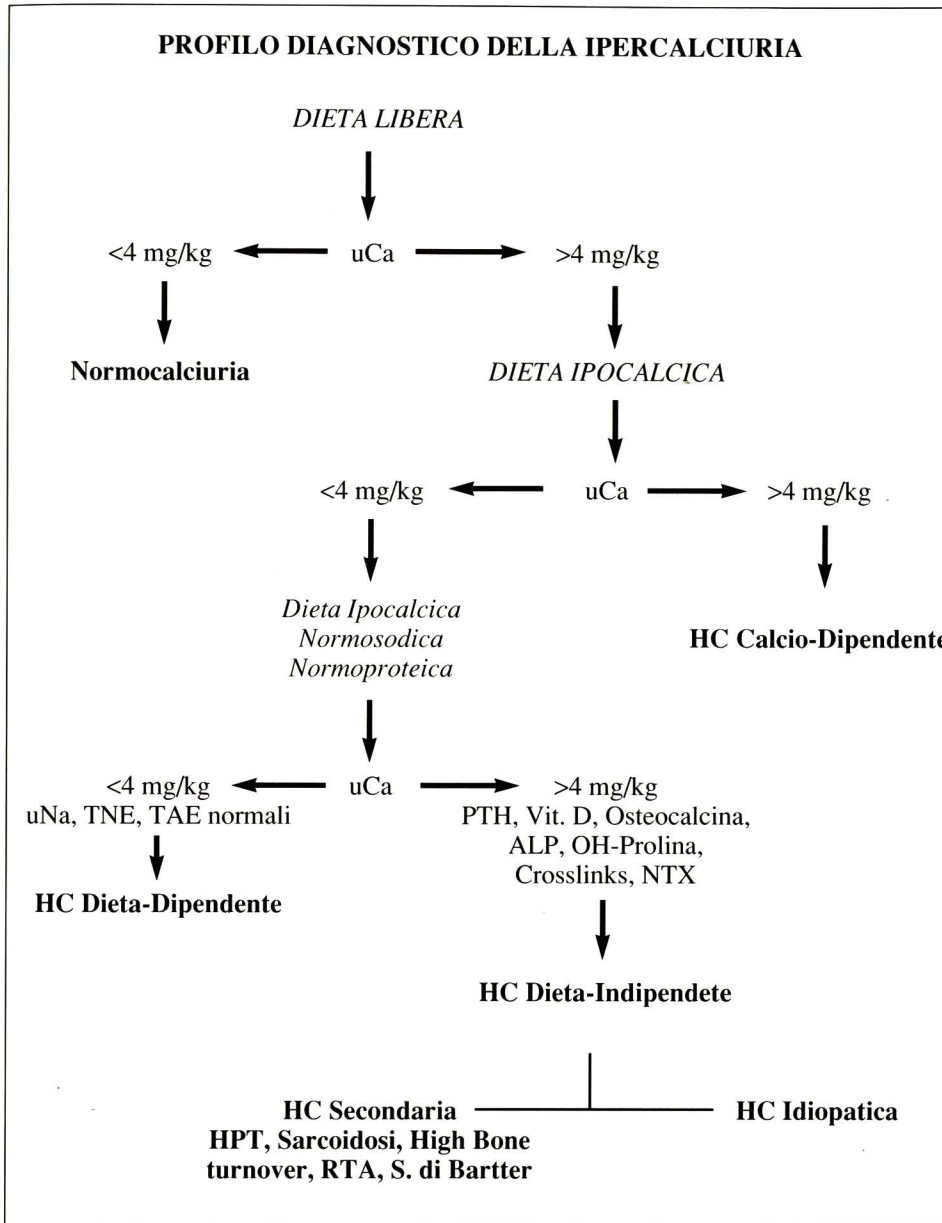 PROFILO DIAGNOSTICO DELLA IPERCALCIURIA
DIETA LIBERA
<4 mg/kg uCa >4 mg/kg
Normocalciuria DIETA IPOCALCICA
<4 mg/kg uCa >4 mg/kg
Dieta Ipocalcica
Normosodica
Normoproteica
HC Calcio-Dipendente
<4 mg/kg uCa >4 mg/kg
uNa, TNE, TAE normali PTH, Vit. D, Osteocalcina,
ALP, OH-Prolina,
Crosslinks, NTX
HC Dieta-Dipendente
HC Dieta-Indipendete
HC Secondaria HC Idiopatica
HPT, Sarcoidosi, High Bone
turnover, RTA, S. di Bartter